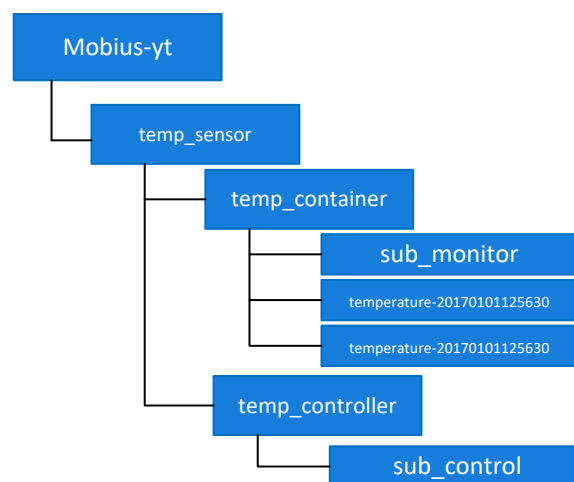 Mobius-yt
temp_sensor
temp_container
sub_monitor
temperature-20170101125630
temperature-20170101125630
temp_controller
sub_control